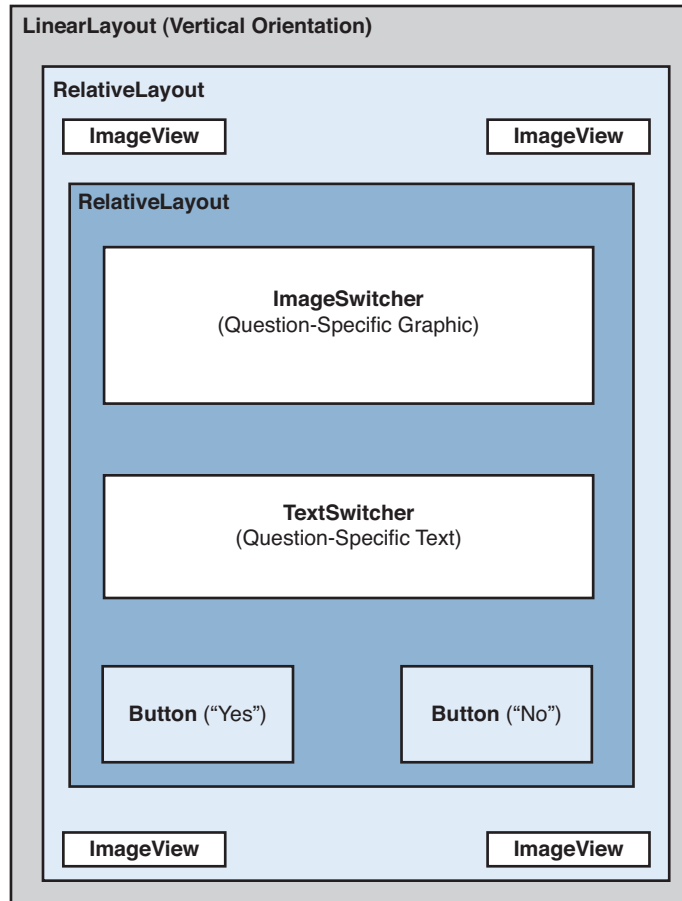 LinearLayout (Vertical Orientation)
RelativeLayout
ImageView
ImageView
RelativeLayout
ImageSwitcher
(Question-Specific Graphic)
TextSwitcher
(Question-Specific Text)
Button (“Yes”)
Button (“No”)
ImageView
ImageView